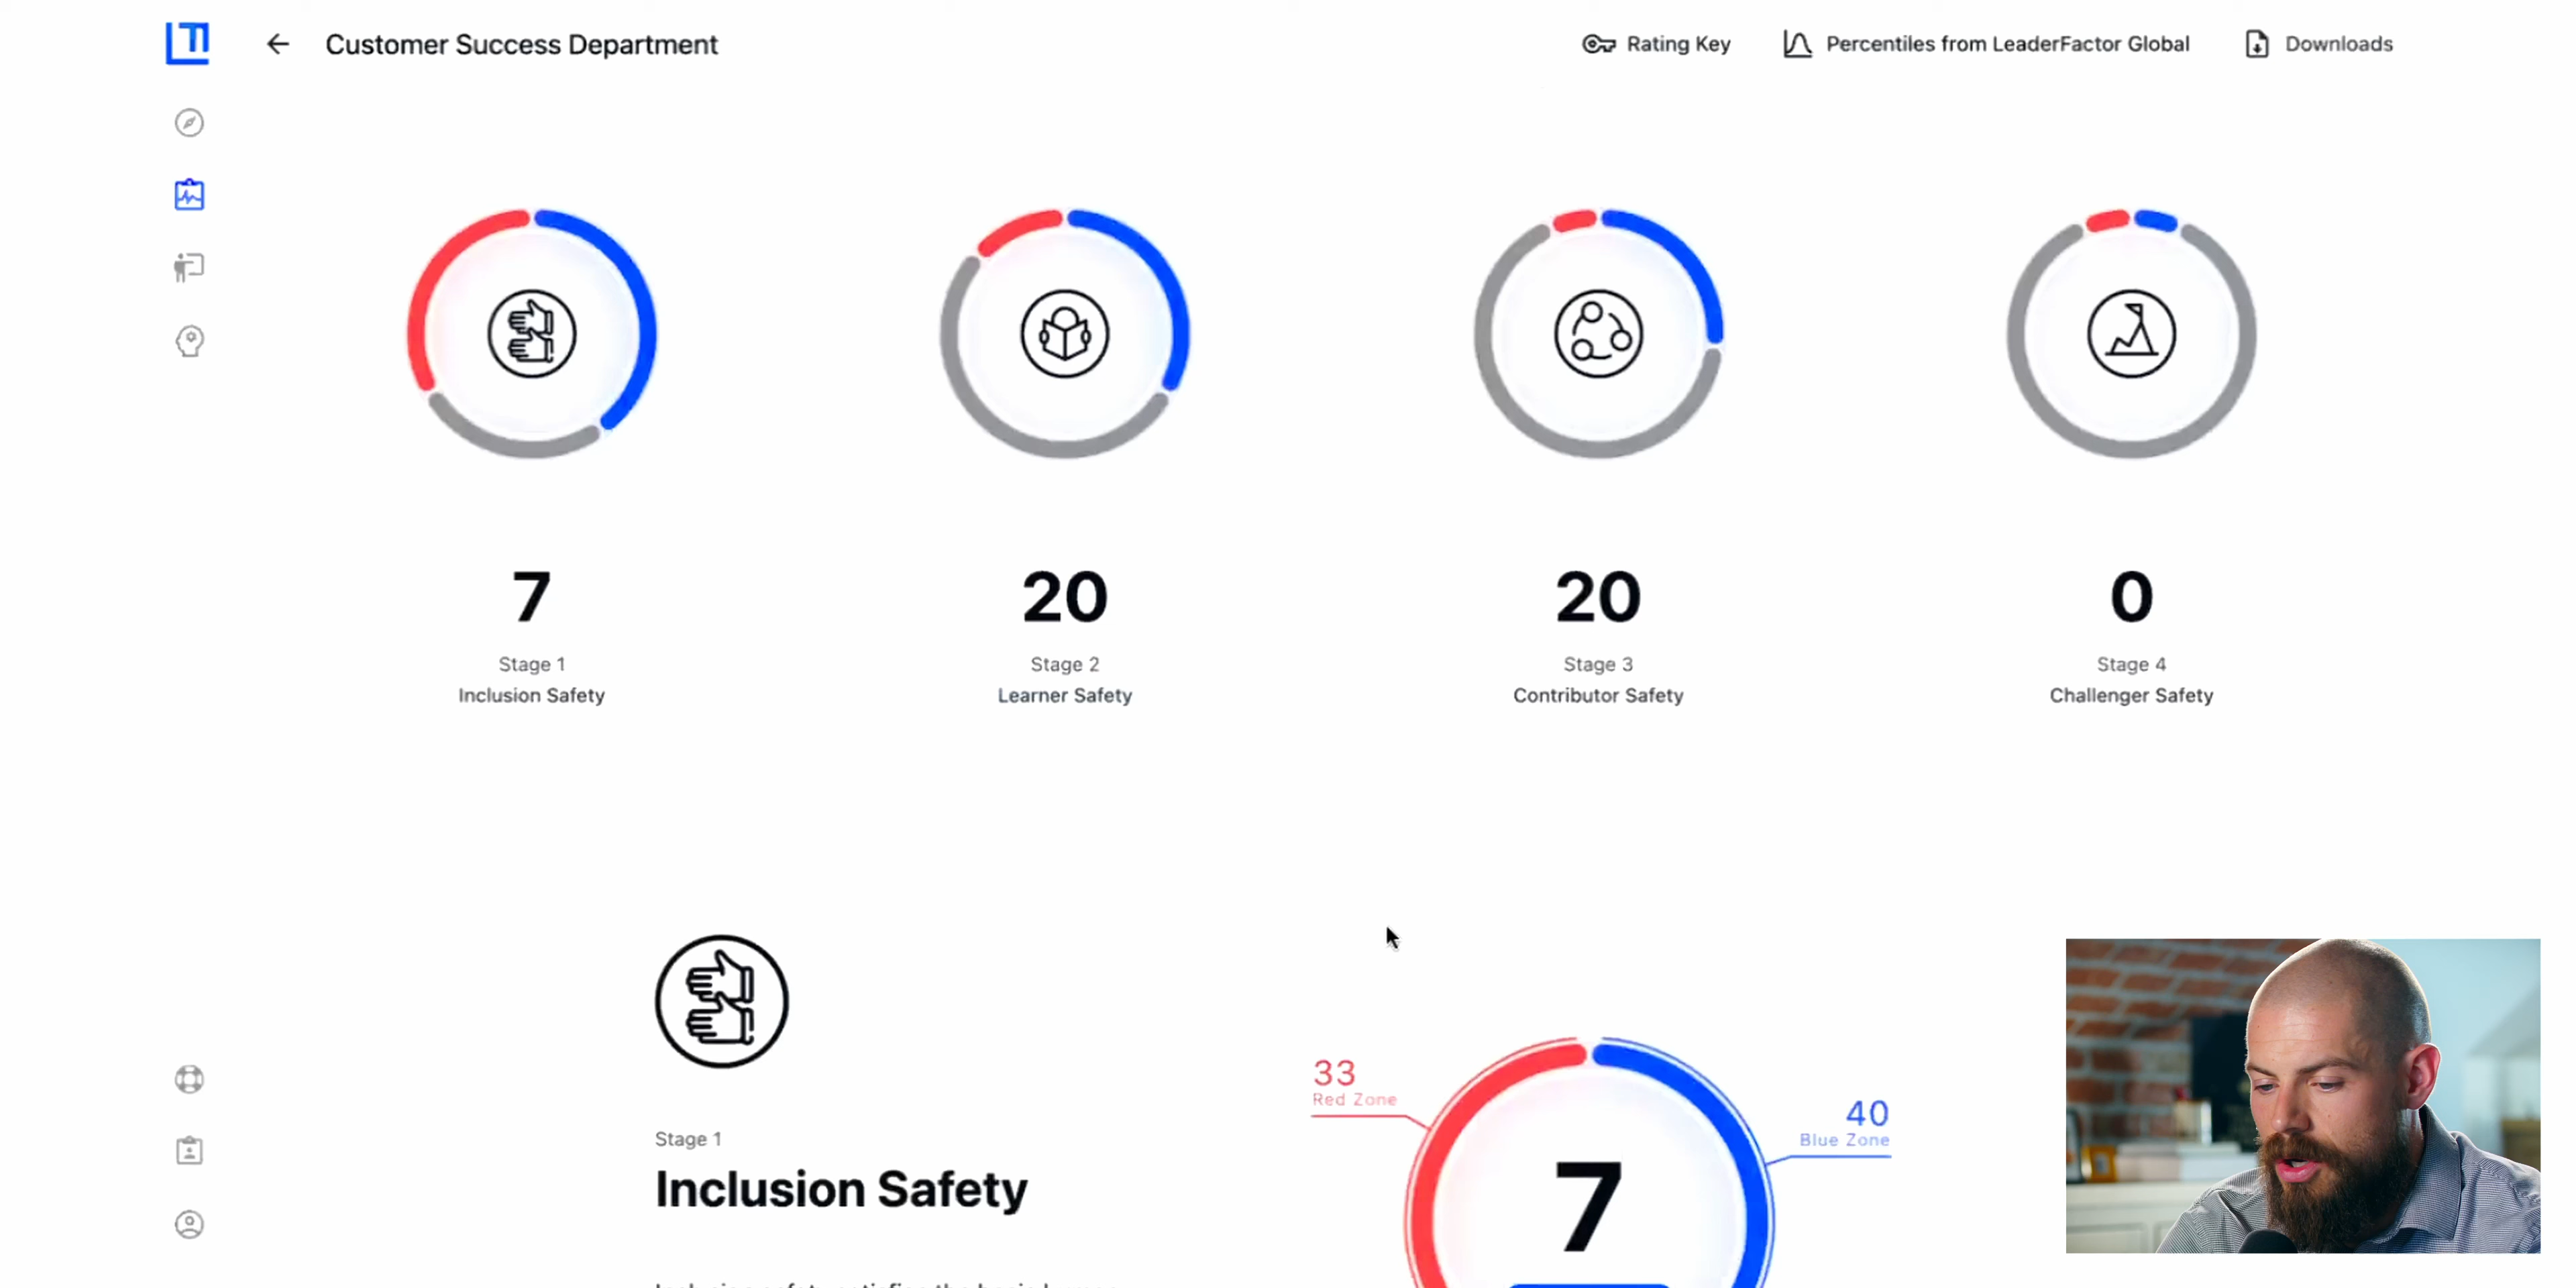 Customer Success Department
Rating Key
Percentiles from LeaderFactor Global
Downloads
7
Stage 1
Inclusion Safety
20
Stage 2
Learner Safety
20
Stage 3
Contributor Safety
0
Stage 4
Challenger Safety
Stage 1
Inclusion Safety
33
Red Zone
40
Blue Zone
7